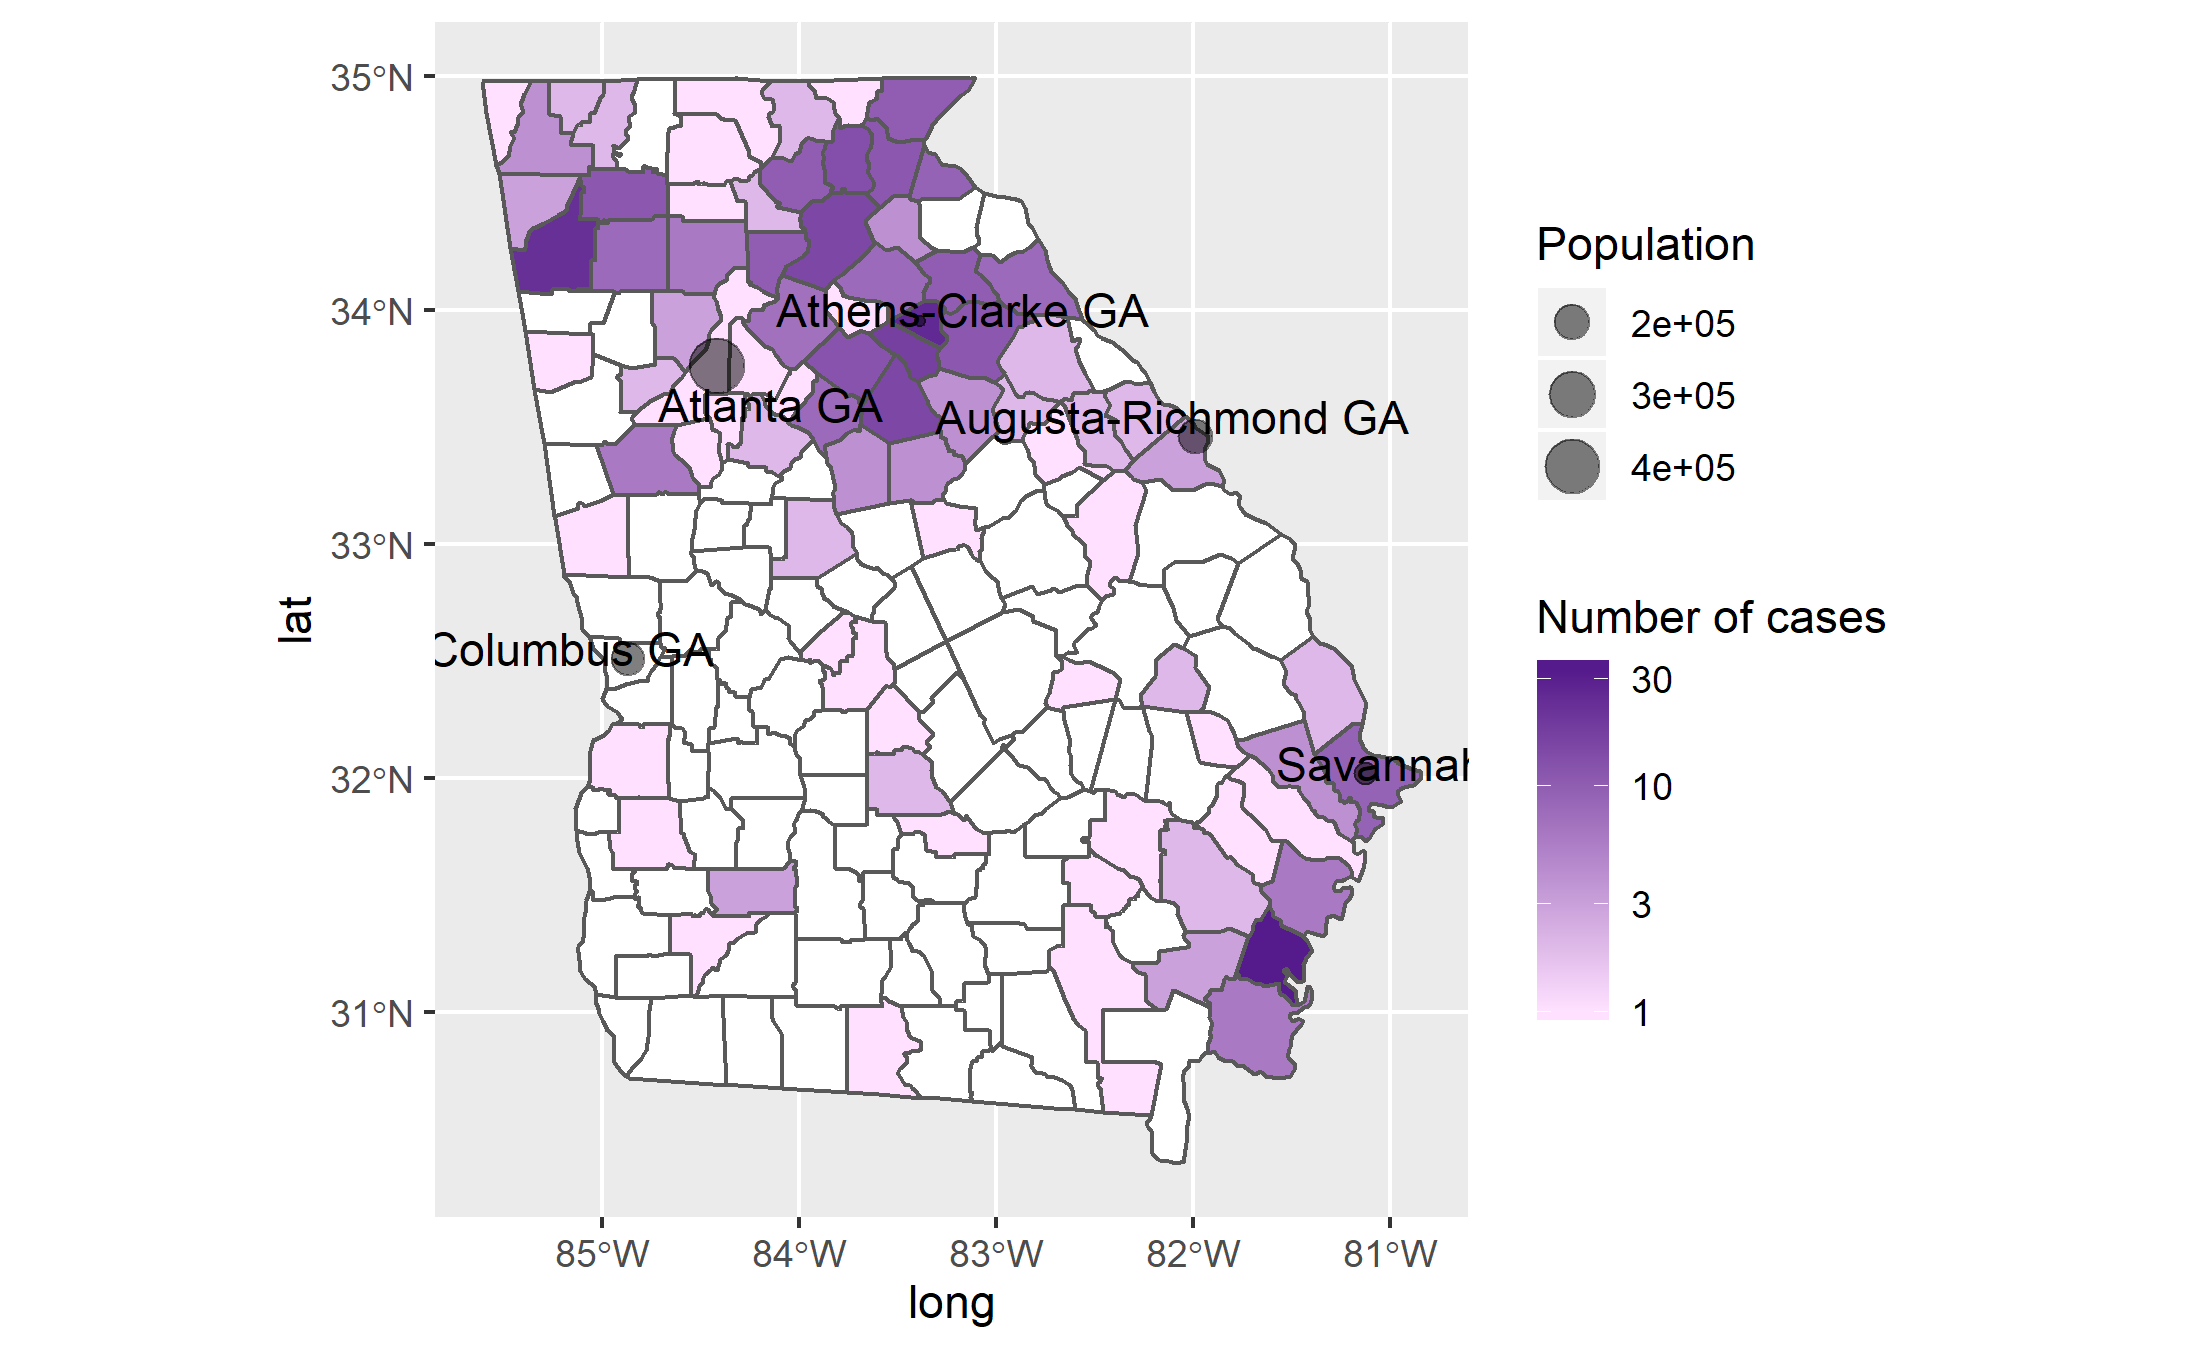 35°N
34°N
33°N
32°N
31°N
lat
85°W
84°W
83°W
82°W
81°W
long
Athens-Clarke GA
Atlanta GA
Augusta-Richmond GA
Columbus GA
Savannah
Population
2e+05
3e+05
4e+05
Number of cases
30
10
3
1